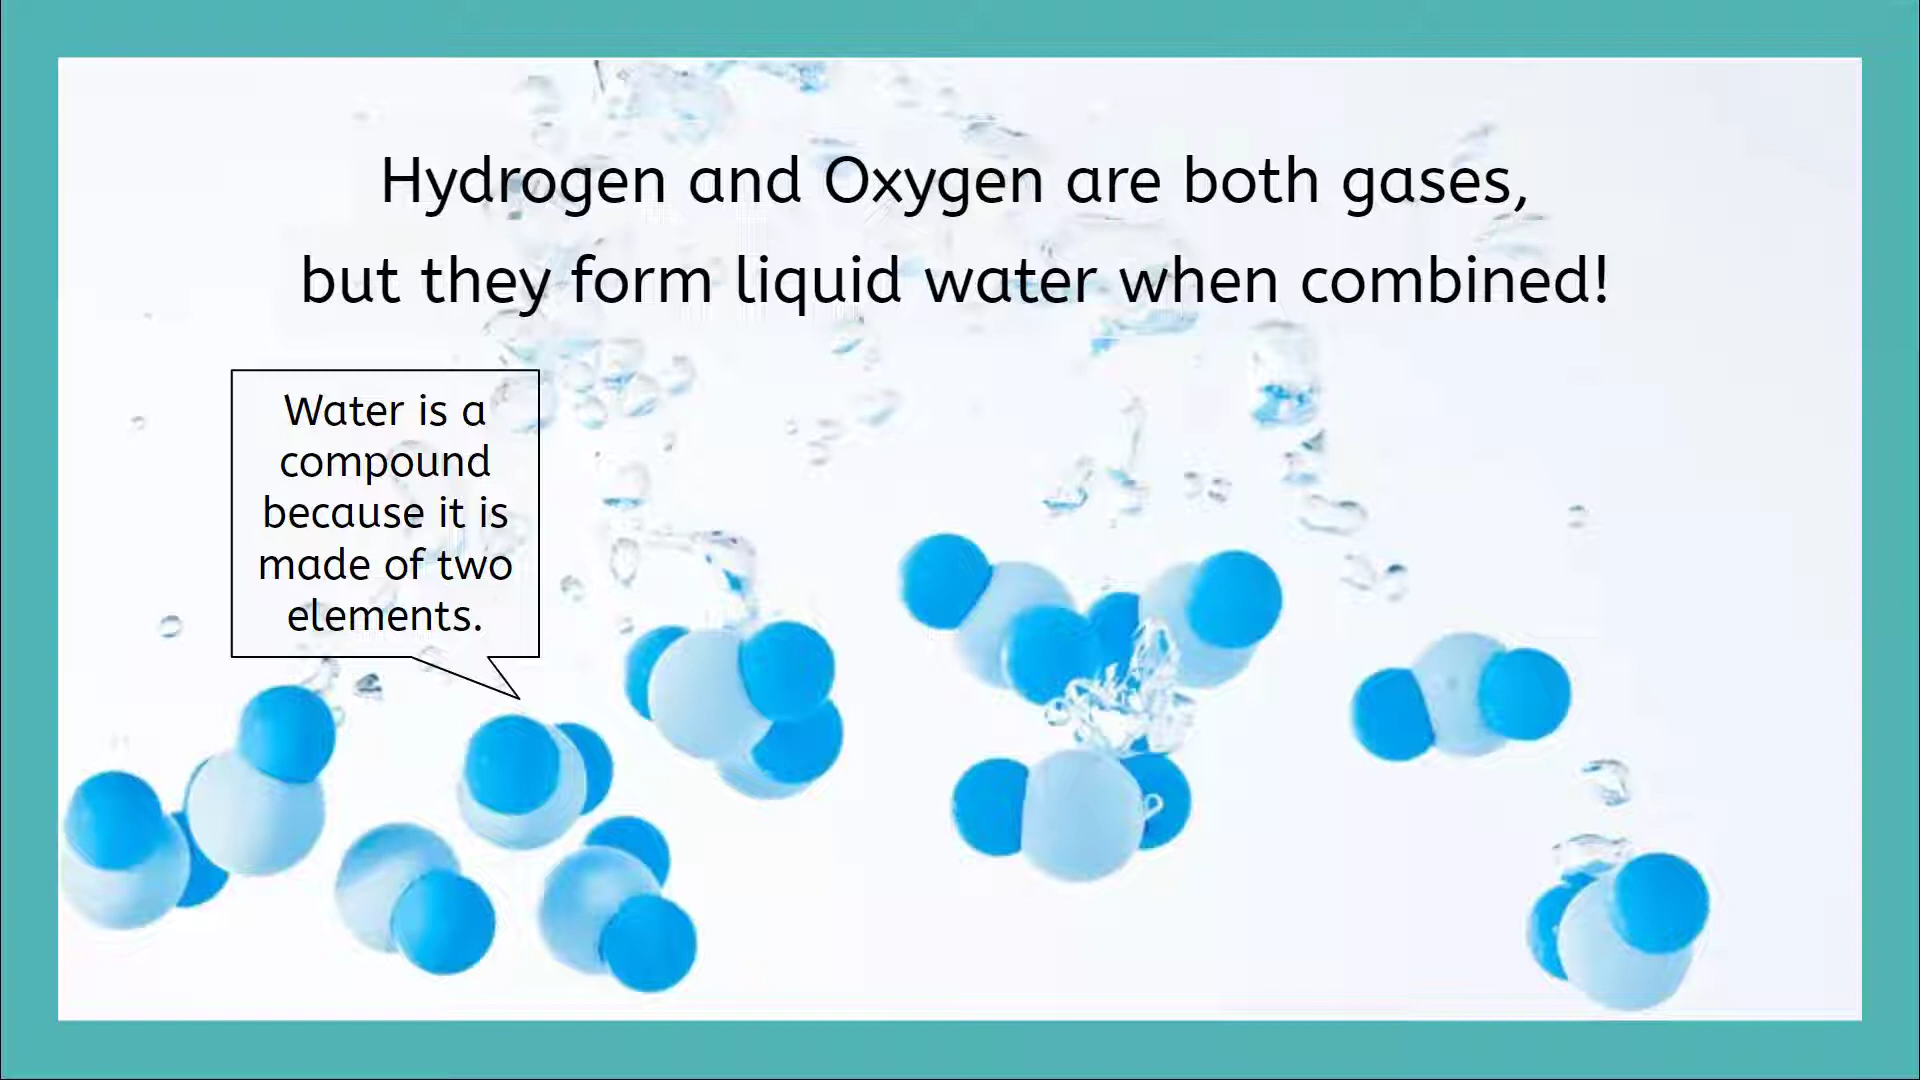 Hydrogen and Oxygen are both gases,
but they form liquid water when combined!
Water is a
compound
because it is
made of two
elements.